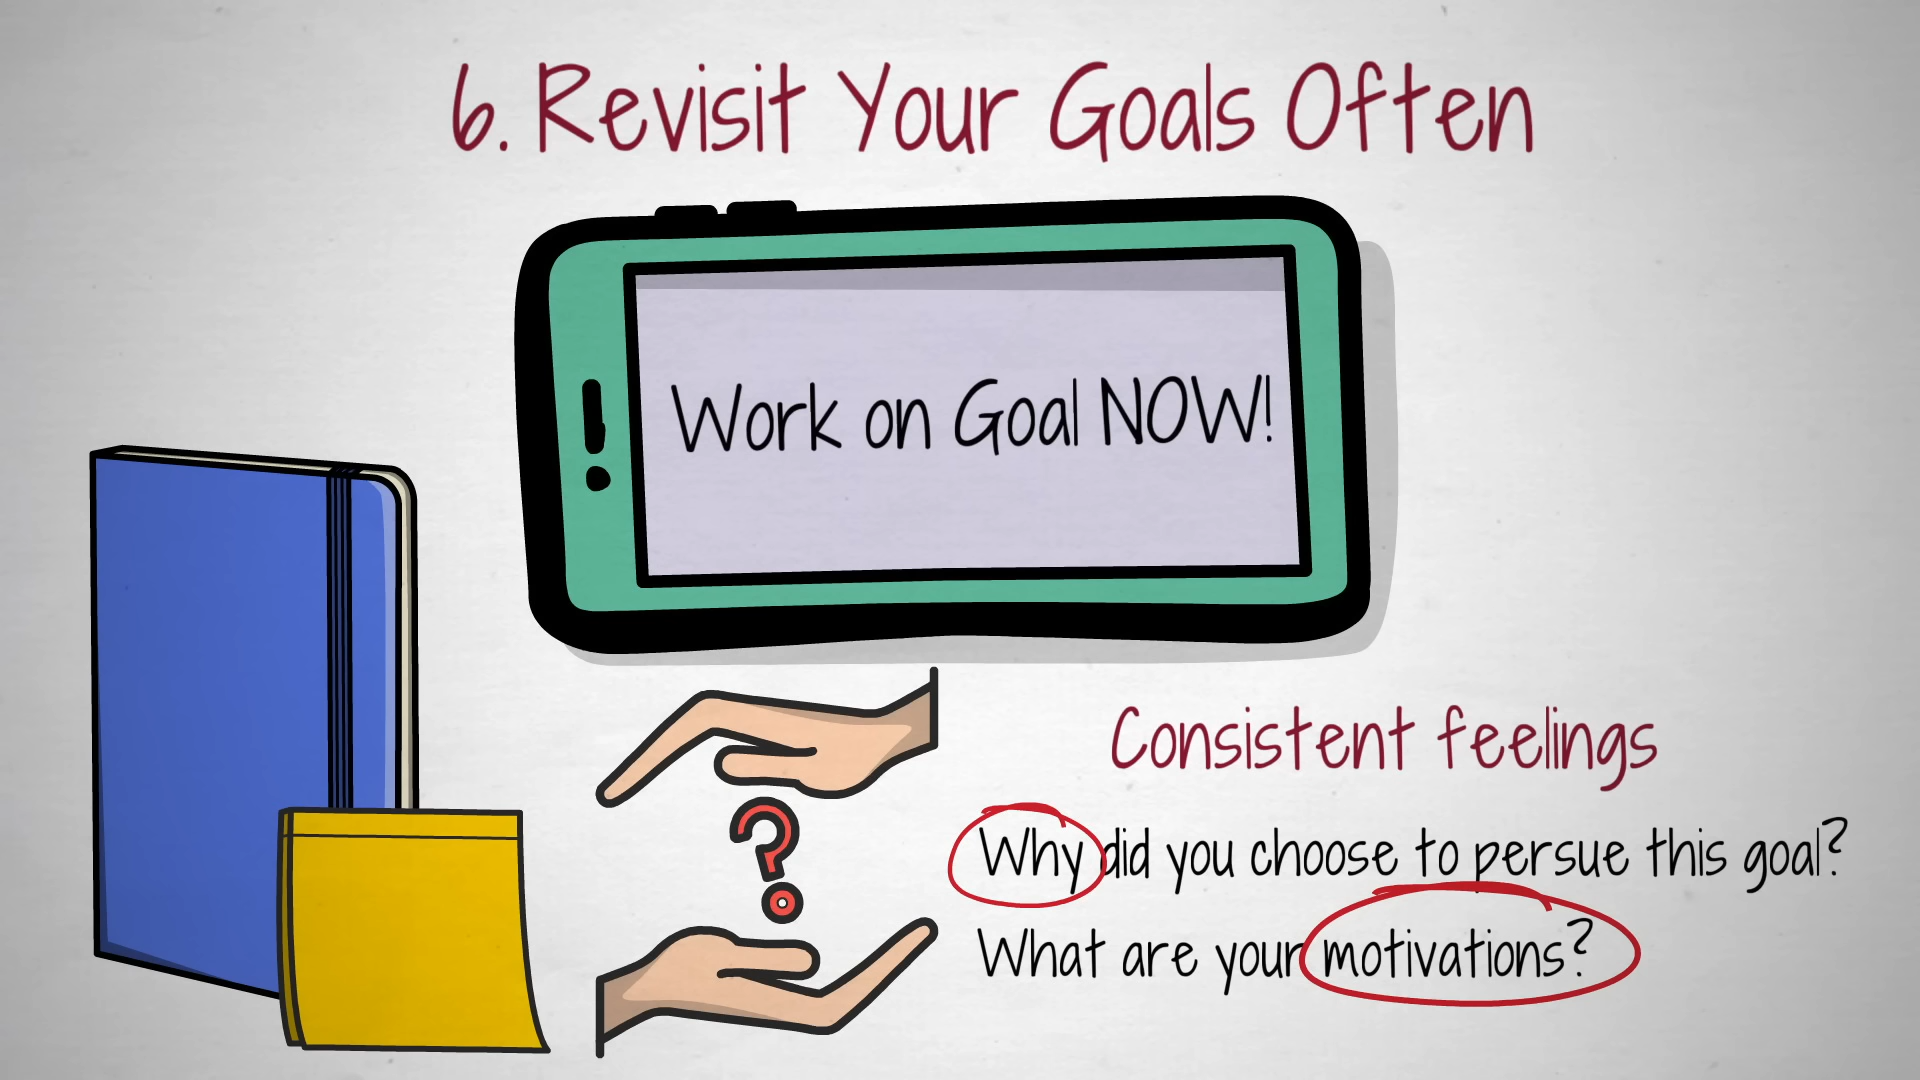 6. Revisit Your Goals Often
Work on Goal NOW!
Consistent feelings
Why did you choose to persue this goal?
What are your motivations?